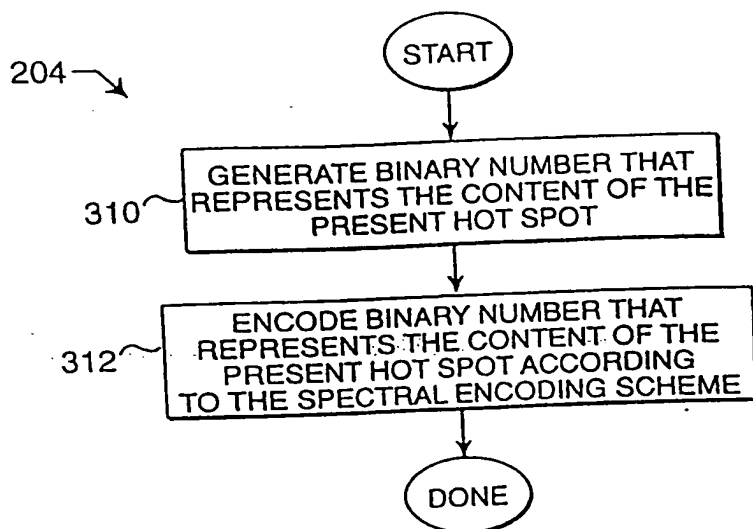 START
204
GENERATE BINARY NUMBER THAT
REPRESENTS THE CONTENT OF THE
PRESENT HOT SPOT.
310
ENCODE BINARY NUMBER THAT
REPRESENTS THE CONTENT OF THE
PRESENT HOT SPOT ACCORDING
TO THE SPECTRAL ENCODING SCHEME
312
DONE